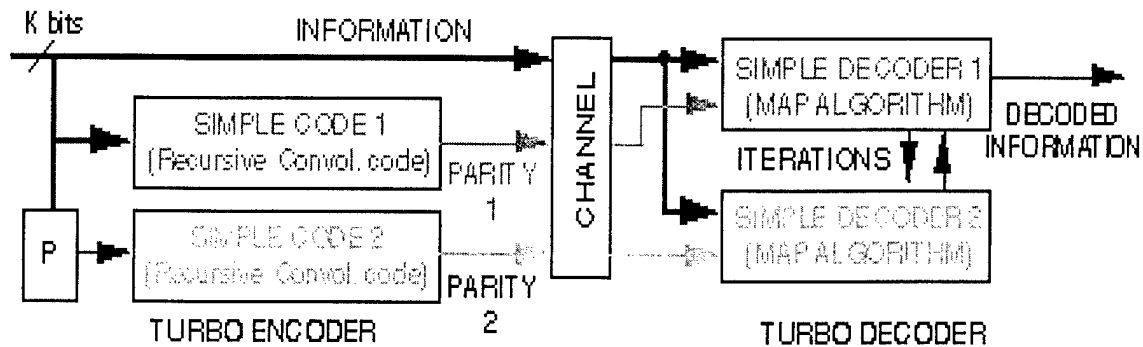 K bits
INFORMATION
CHANNEL
SIMPLE DECODER 1
(MAP ALGORITHM)
DECODED
INFORMATION
SIMPLE CODE 1
(Recursive Convol. code)
PARITY
1
ITERATIONS
P
SIMPLE CODE 2
(Recursive Convol. code)
PARITY
2
SIMPLE DECODER 2
(MAP ALGORITHM)
TURBO ENCODER
TURBO DECODER